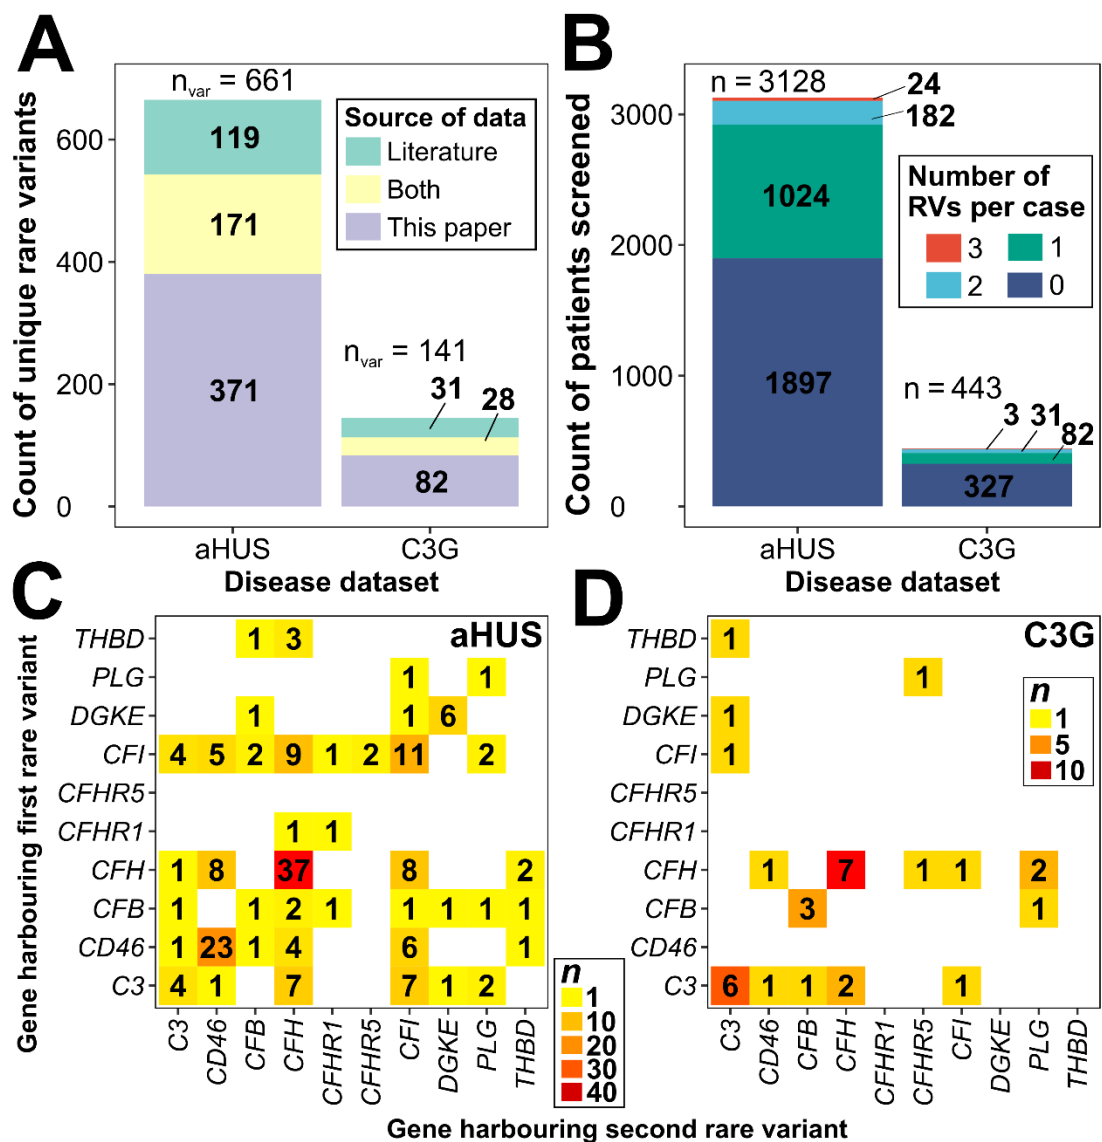 A
n_var = 661
119
171
371
n_var = 141
31
28
82
Source of data
Literature
Both
This paper
Count of unique rare variants
600
400
200
0
aHUS
C3G
Disease dataset
B
n = 3128
24
182
1024
1897
n = 443
3
31
82
327
Number of
RVs per case
3
1
2
0
Count of patients screened
3000
2000
1000
0
aHUS
C3G
Disease dataset
C
aHUS
Gene harbouring first rare variant
THBD 1 3
PLG 1 1
DGKE 1 1 6
CFI 4 5 2 9 1 2 11 2
CFHR5
CFHR1 1 1
CFH 1 8 37 8 2
CFB 1 1 2 1 1 1 1 1
CD46 1 23 1 4 6 1
C3 4 1 7 7 1 2
C3 CD46 CFB CFH CFHR1 CFHR5 CFI DGKE PLG THBD
n
1
10
20
30
40
D
C3G
THBD 1
PLG 1
DGKE 1
CFI 1
CFHR5
CFHR1
CFH 1 7 1 1 2
CFB 3 1
CD46
C3 6 1 1 2 1
C3 CD46 CFB CFH CFHR1 CFHR5 CFI DGKE PLG THBD
n
1
5
10
Gene harbouring second rare variant